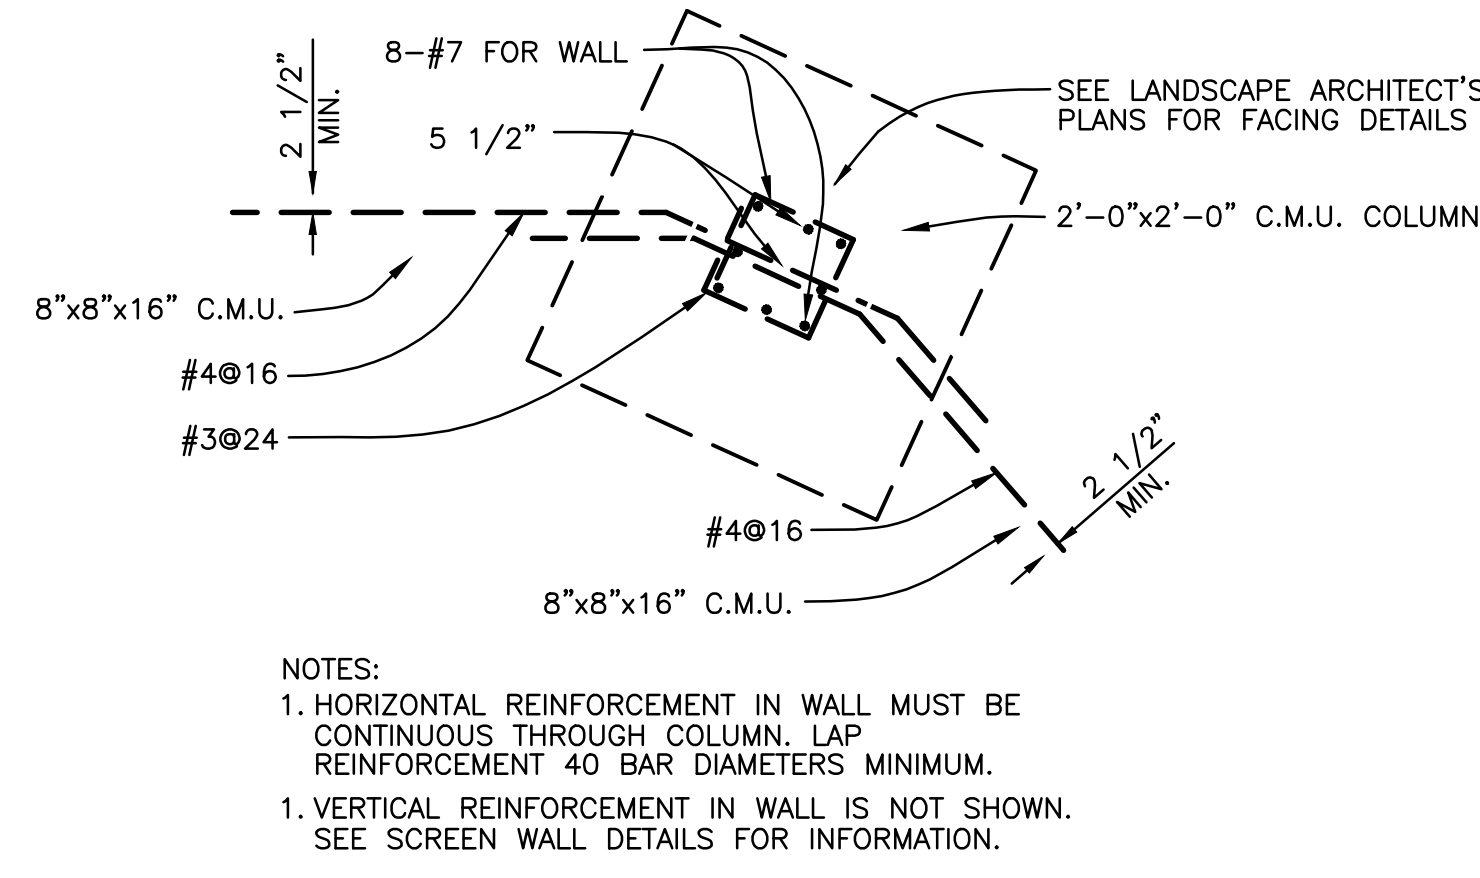 8-#7 FOR WALL
2 1/2"
MIN.
5 1/2"
SEE LANDSCAPE ARCHITECT'S
PLANS FOR FACING DETAILS
2'-0"x2'-0" C.M.U. COLUMN
8"x8"x16" C.M.U.
#4@16
#3@24
2 1/2"
MIN.
#4@16
8"x8"x16" C.M.U.
NOTES:
1. HORIZONTAL REINFORCEMENT IN WALL MUST BE
CONTINUOUS THROUGH COLUMN. LAP
REINFORCEMENT 40 BAR DIAMETERS MINIMUM.
1. VERTICAL REINFORCEMENT IN WALL IS NOT SHOWN.
SEE SCREEN WALL DETAILS FOR INFORMATION.